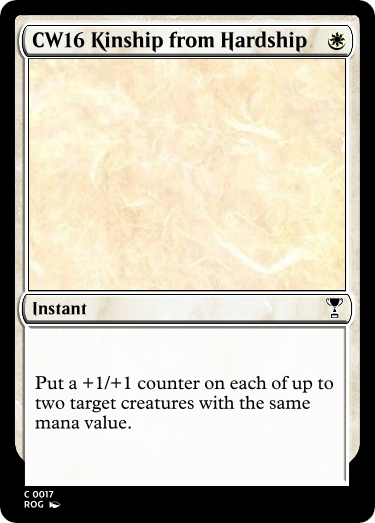 CW16 Kinship from Hardship
Instant
Put a +1/+1 counter on each of up to
two target creatures with the same
mana value.
C 0017
ROG